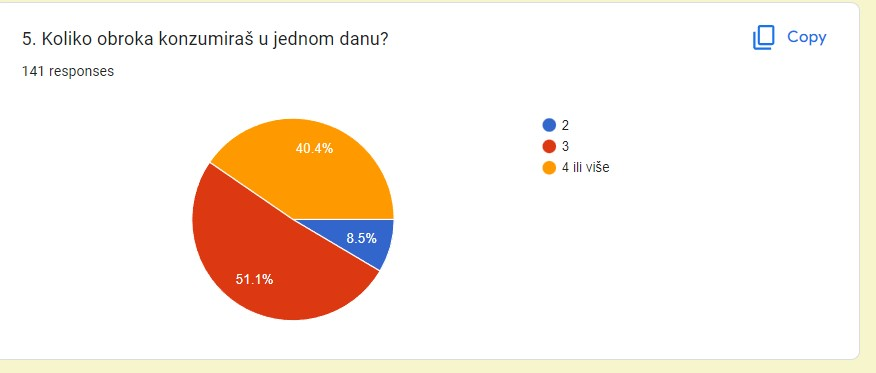 5. Koliko obroka konzumiraš u jednom danu?
Copy
141 responses
40.4%
8.5%
51.1%
2
3
4 ili više